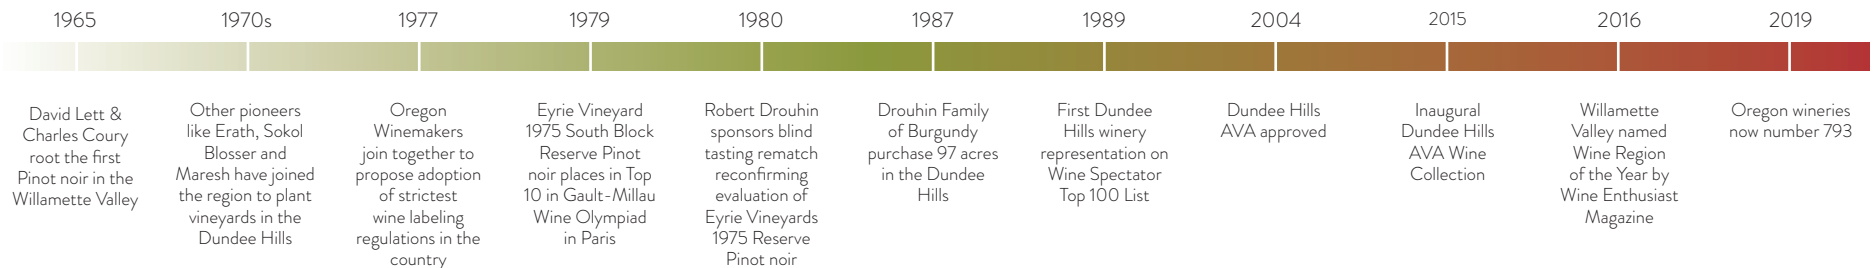 1965
David Lett &
Charles Coury
root the first
Pinot noir in the
Willamette Valley
1970s
Other pioneers
like Erath, Sokol
Blosser and
Maresh have joined
the region to plant
vineyards in the
Dundee Hills
1977
Oregon
Winemakers
join together to
propose adoption
of strictest
wine labeling
regulations in the
country
1979
Eyrie Vineyard
1975 South Block
Reserve Pinot
noir places in Top
10 in Gault-Millau
Wine Olympiad
in Paris
1980
Robert Drouhin
sponsors blind
tasting rematch
reconfirming
evaluation of
Eyrie Vineyards
1975 Reserve
Pinot noir
1987
Drouhin Family
of Burgundy
purchase 97 acres
in the Dundee
Hills
1989
First Dundee
Hills winery
representation on
Wine Spectator
Top 100 List
2004
Dundee Hills
AVA approved
2015
Inaugural
Dundee Hills
AVA Wine
Collection
2016
Willamette
Valley named
Wine Region
of the Year by
Wine Enthusiast
Magazine
2019
Oregon wineries
now number 793